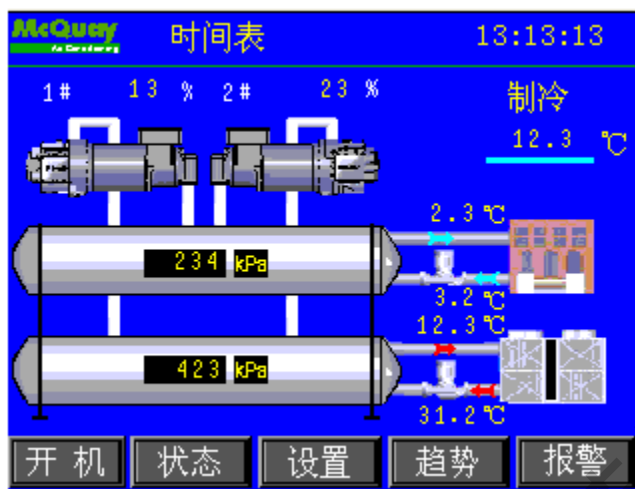 McQuay 时间表 13:13:13
Air Conditioning
1# 13 % 2# 23 % 制冷
12.3 ℃
2.3 ℃
234 kPa
3.2 ℃
12.3 ℃
423 kPa
31.2 ℃
开 机 状态 设置 趋势 报警